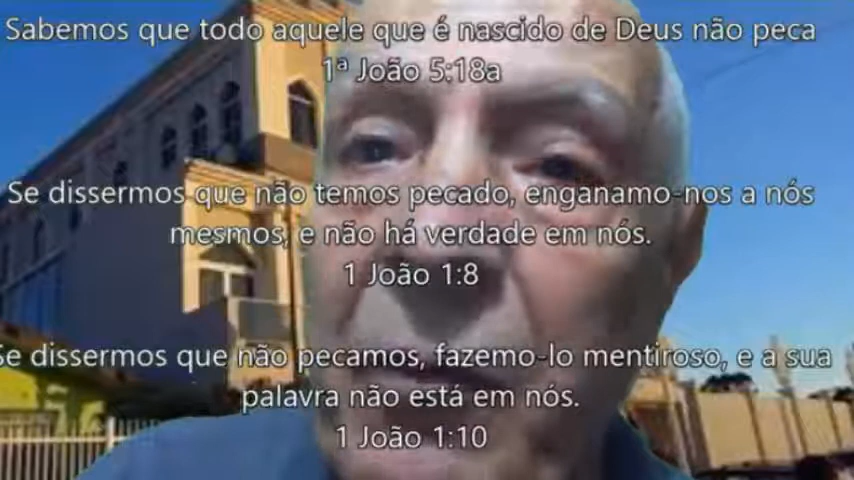 Sabemos que todo aquele que é nascido de Deus não peca
1ª João 5:18a
Se dissermos que não temos pecado, enganamo-nos a nós
mesmos, e não há verdade em nós.
1 João 1:8
Se dissermos que não pecamos, fazemo-lo mentiroso, e a sua
palavra não está em nós.
1 João 1:10